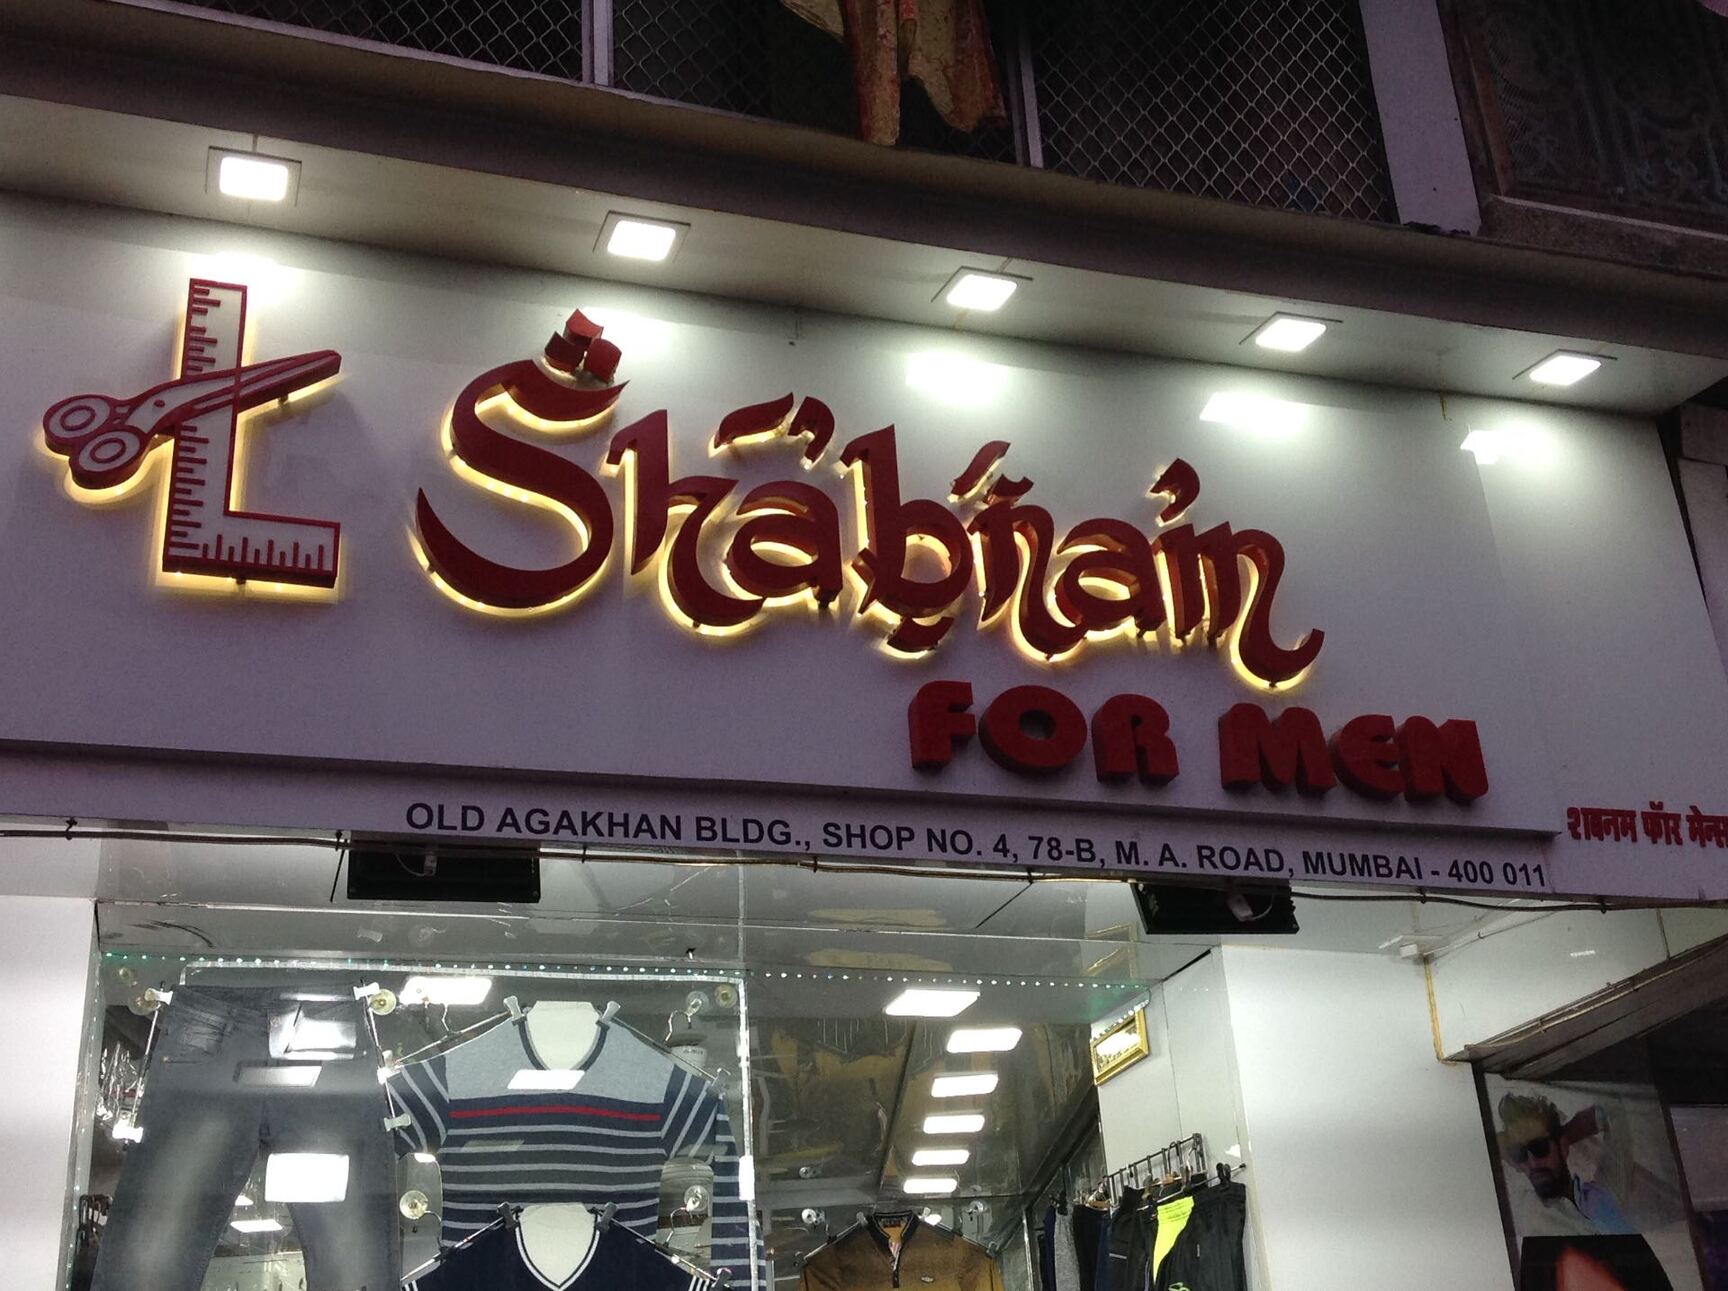 Shabnam
FOR MEN
OLD AGAKHAN BLDG., SHOP NO. 4, 78-B, M. A. ROAD, MUMBAI - 400 011
शबनम फॉर मेन्स